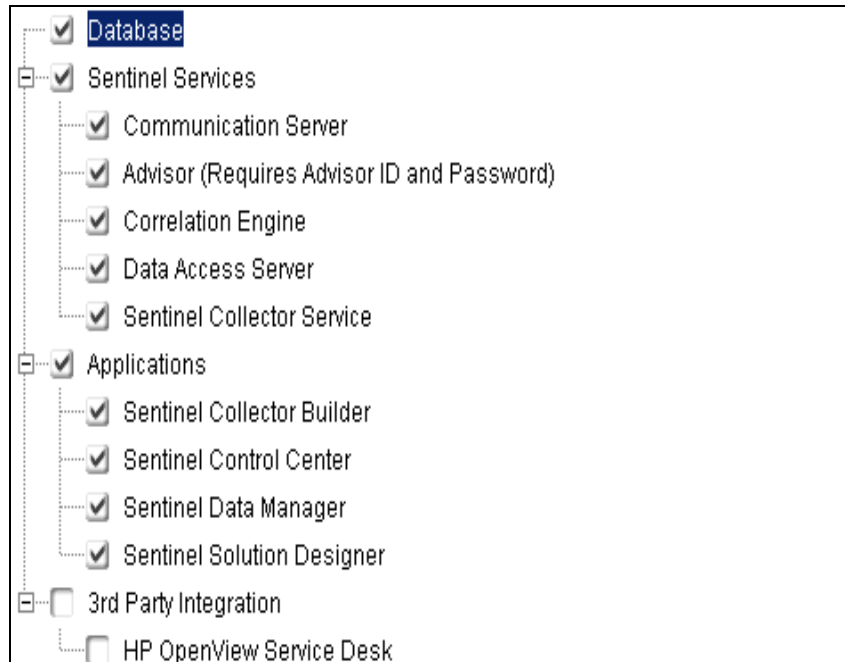 Database
Sentinel Services
Communication Server
Advisor (Requires Advisor ID and Password)
Correlation Engine
Data Access Server
Sentinel Collector Service
Applications
Sentinel Collector Builder
Sentinel Control Center
Sentinel Data Manager
Sentinel Solution Designer
3rd Party Integration
HP OpenView Service Desk